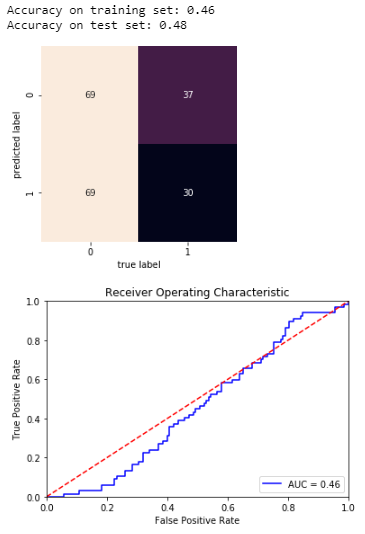 Accuracy on training set: 0.46
Accuracy on test set: 0.48
0
69
37
predicted label
1
69
30
0
1
true label
Receiver Operating Characteristic
1.0
0.8
0.6
0.4
0.2
0.0
True Positive Rate
AUC = 0.46
0.0 0.2 0.4 0.6 0.8 1.0
False Positive Rate